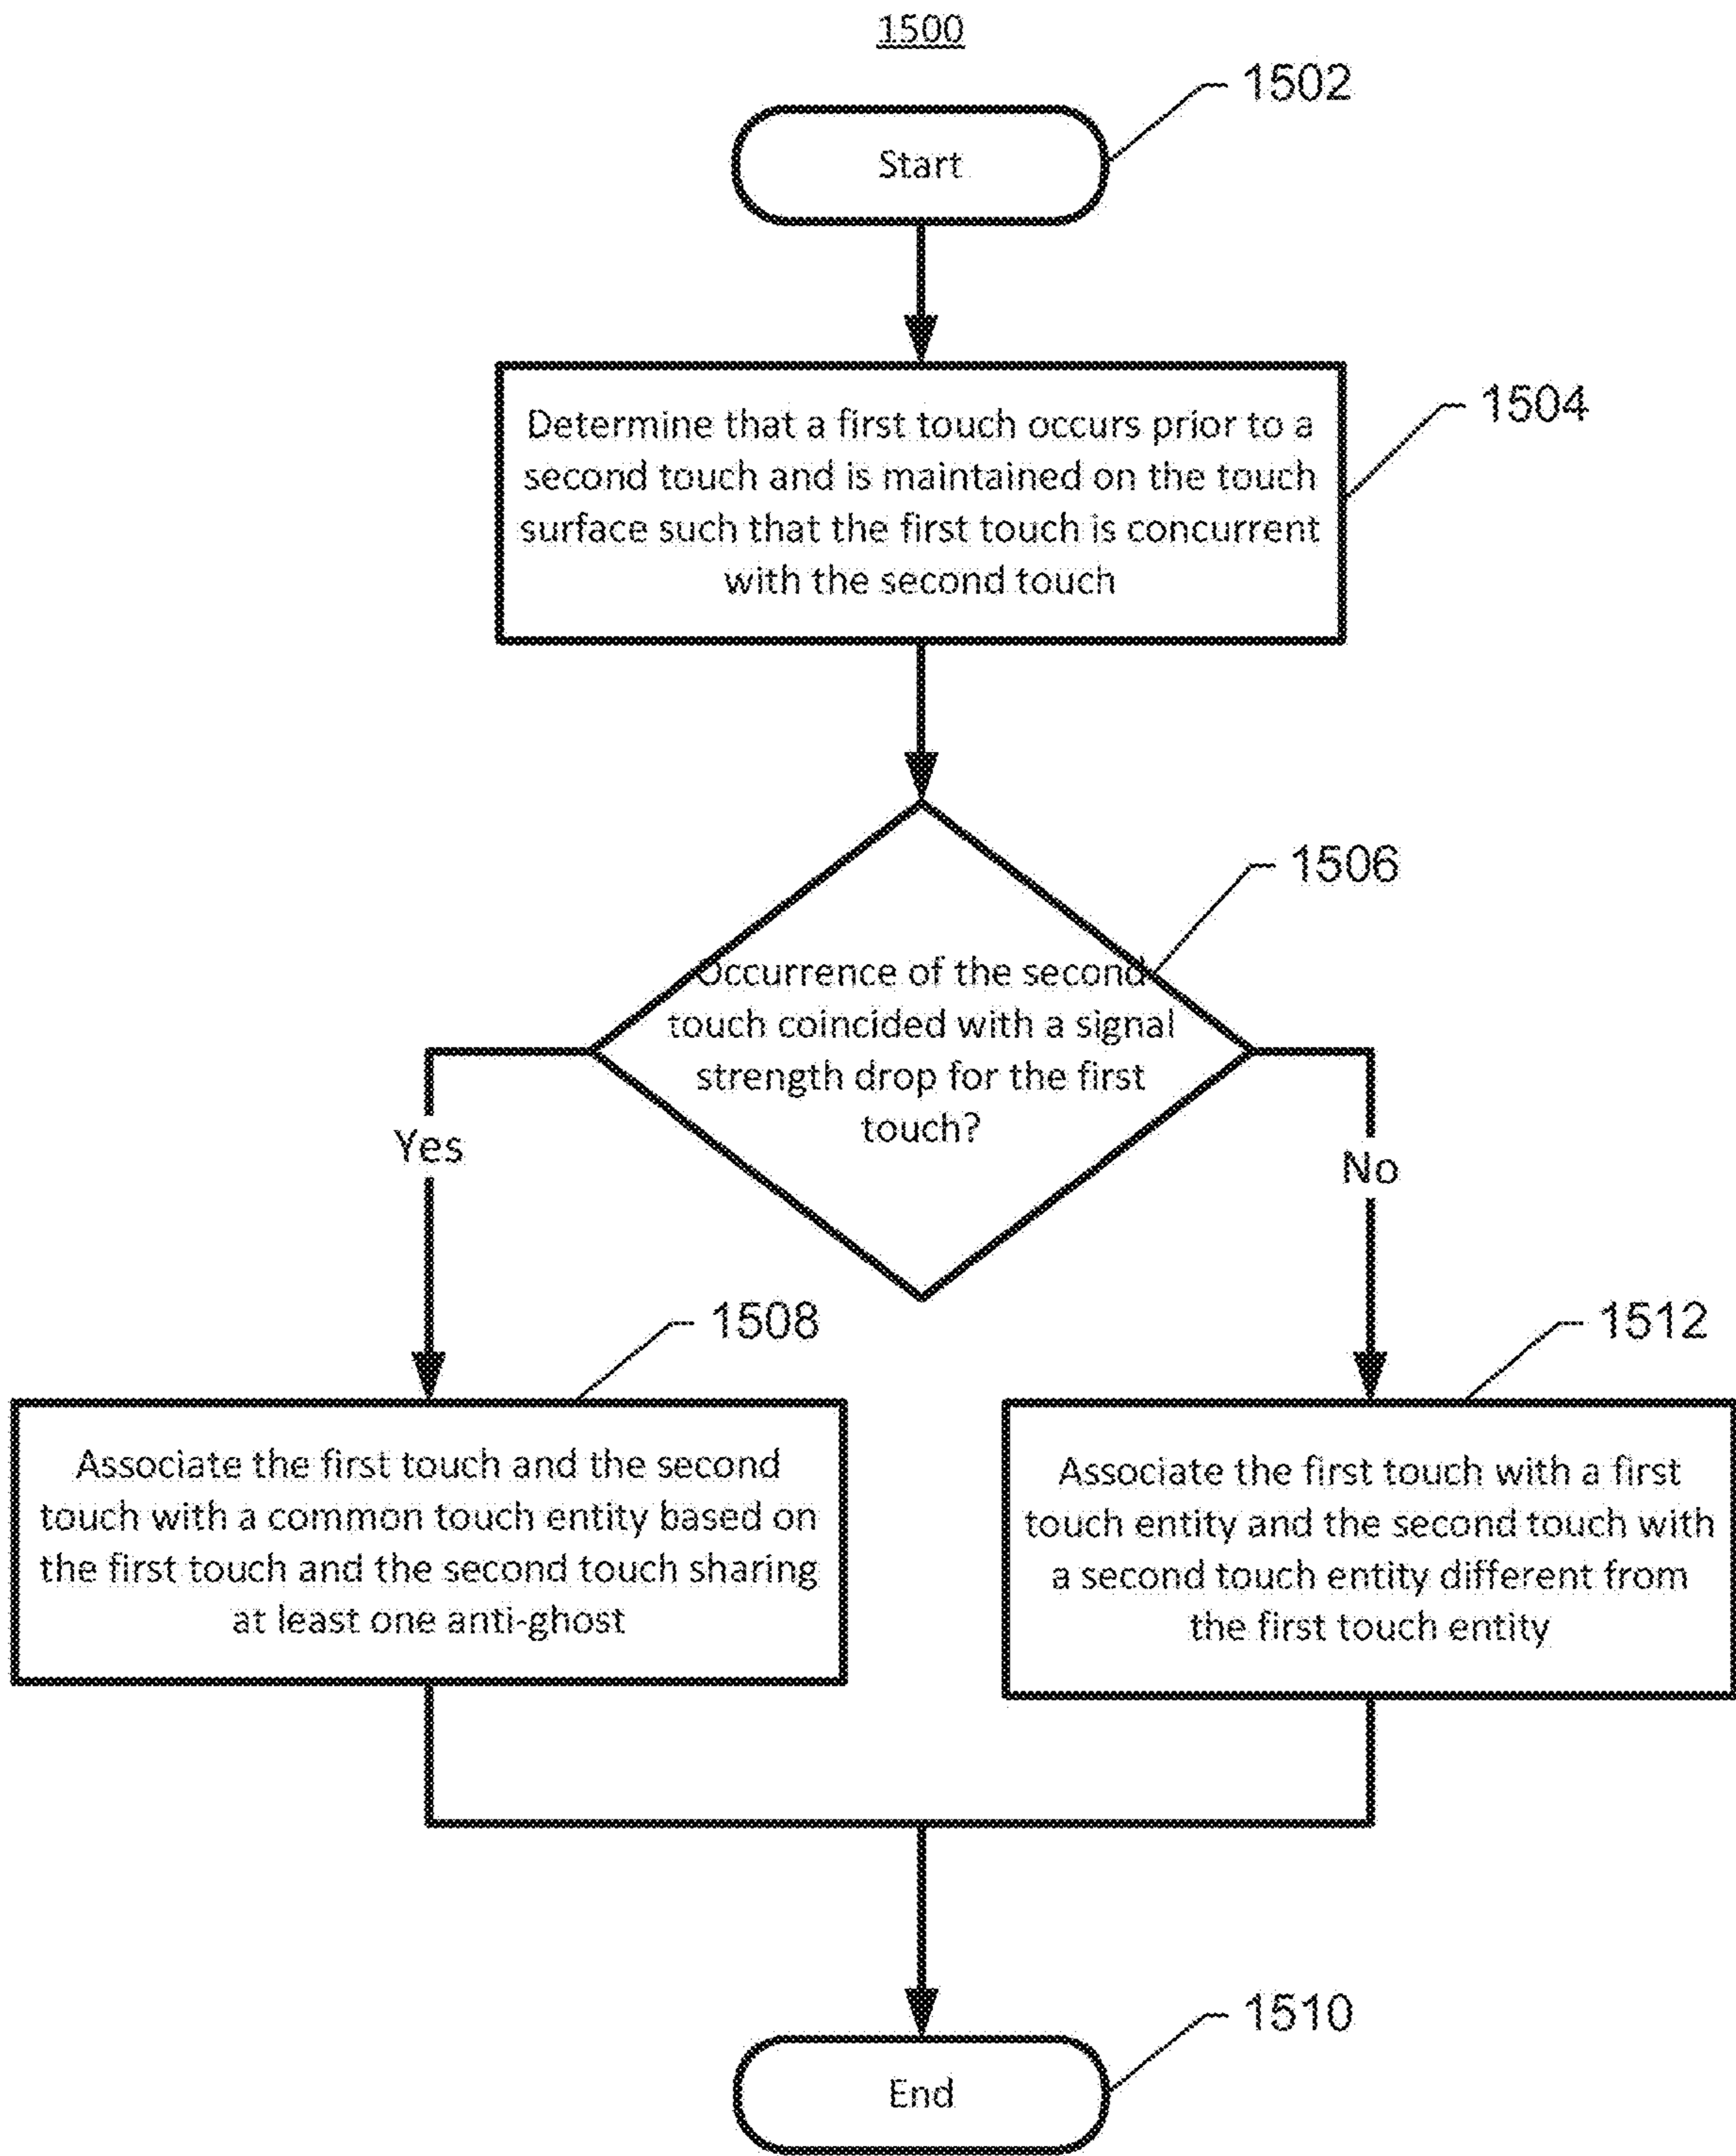 1500
1502
Start
1504
Determine that a first touch occurs prior to a
second touch and is maintained on the touch
surface such that the first touch is concurrent
with the second touch
1506
Occurrence of the second
touch coincided with a signal
strength drop for the first
touch?
Yes
No
1508
Associate the first touch and the second
touch with a common touch entity based on
the first touch and the second touch sharing
at least one anti-ghost
1512
Associate the first touch with a first
touch entity and the second touch with
a second touch entity different from
the first touch entity
1510
End